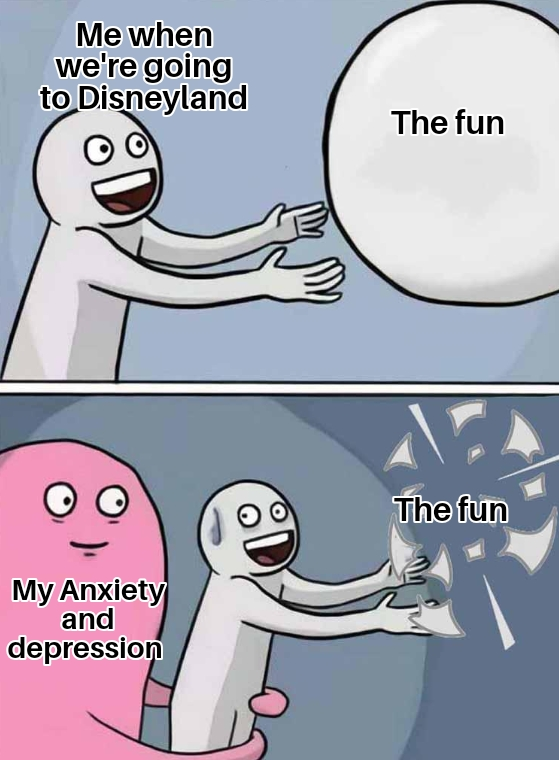 Me when
we're going
to Disneyland
The fun
The fun
My Anxiety
and
depression